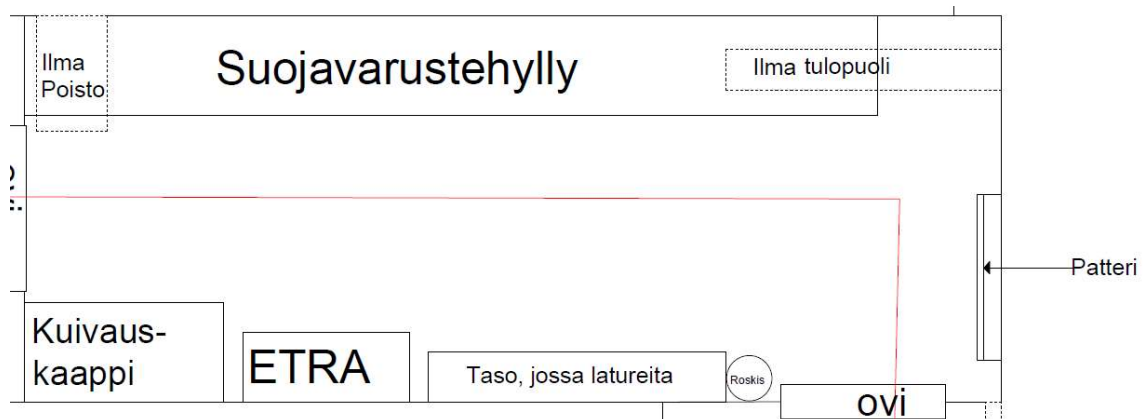 Ilma
Poisto
Suojavarustehylly
Ilma tulopuoli
Patteri
Kuivaus-
kaappi
ETRA
Taso, jossa latureita
Roskis
ovi